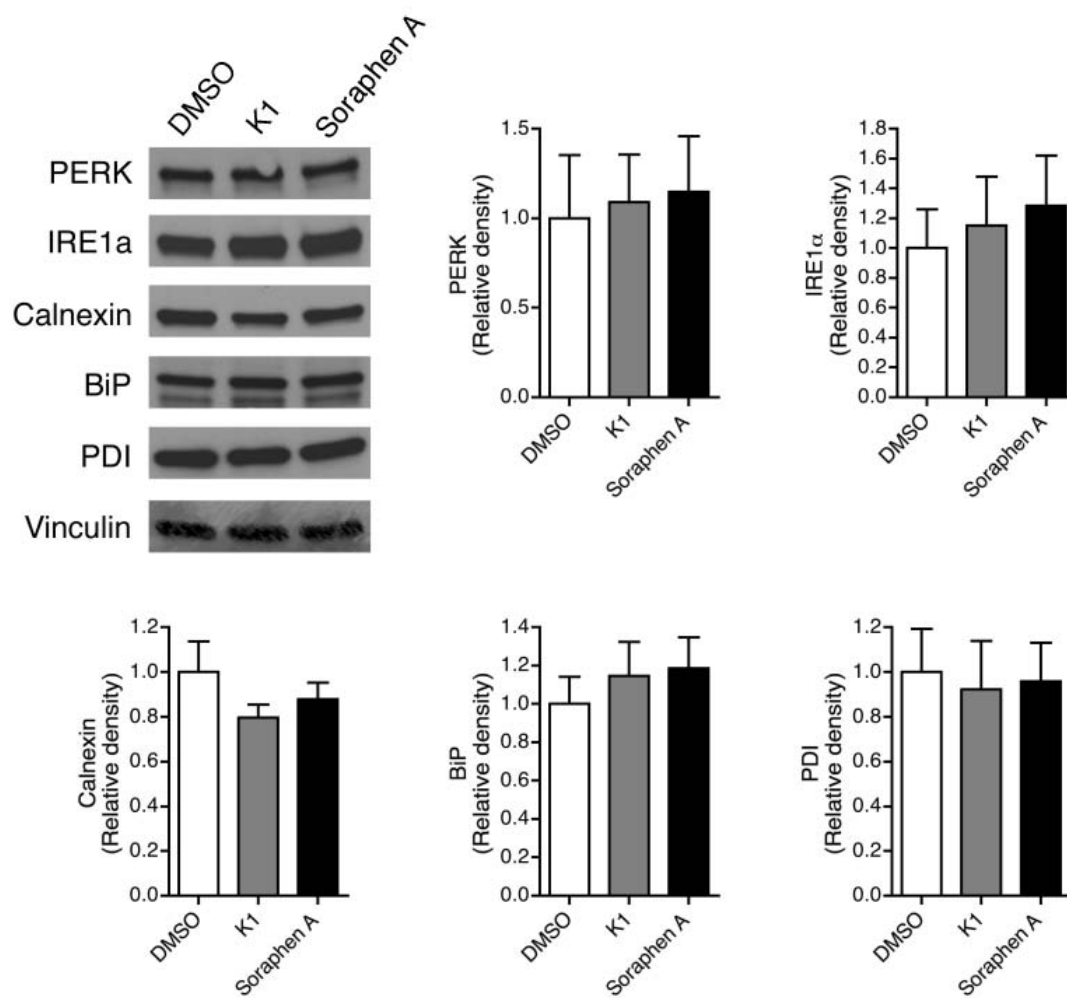 DMSO
K1
Soraphen A
PERK
IRE1a
Calnexin
BiP
PDI
Vinculin
PERK
(Relative density)
1.5
1.0
0.5
0.0
DMSO
K1
Soraphen A
IRE1α
(Relative density)
1.8
1.6
1.4
1.2
1.0
0.8
0.6
0.4
0.2
0.0
DMSO
K1
Soraphen A
Calnexin
(Relative density)
1.2
1.0
0.8
0.6
0.4
0.2
0.0
DMSO
K1
Soraphen A
BiP
(Relative density)
1.4
1.2
1.0
0.8
0.6
0.4
0.2
0.0
DMSO
K1
Soraphen A
PDI
(Relative density)
1.2
1.0
0.8
0.6
0.4
0.2
0.0
DMSO
K1
Soraphen A